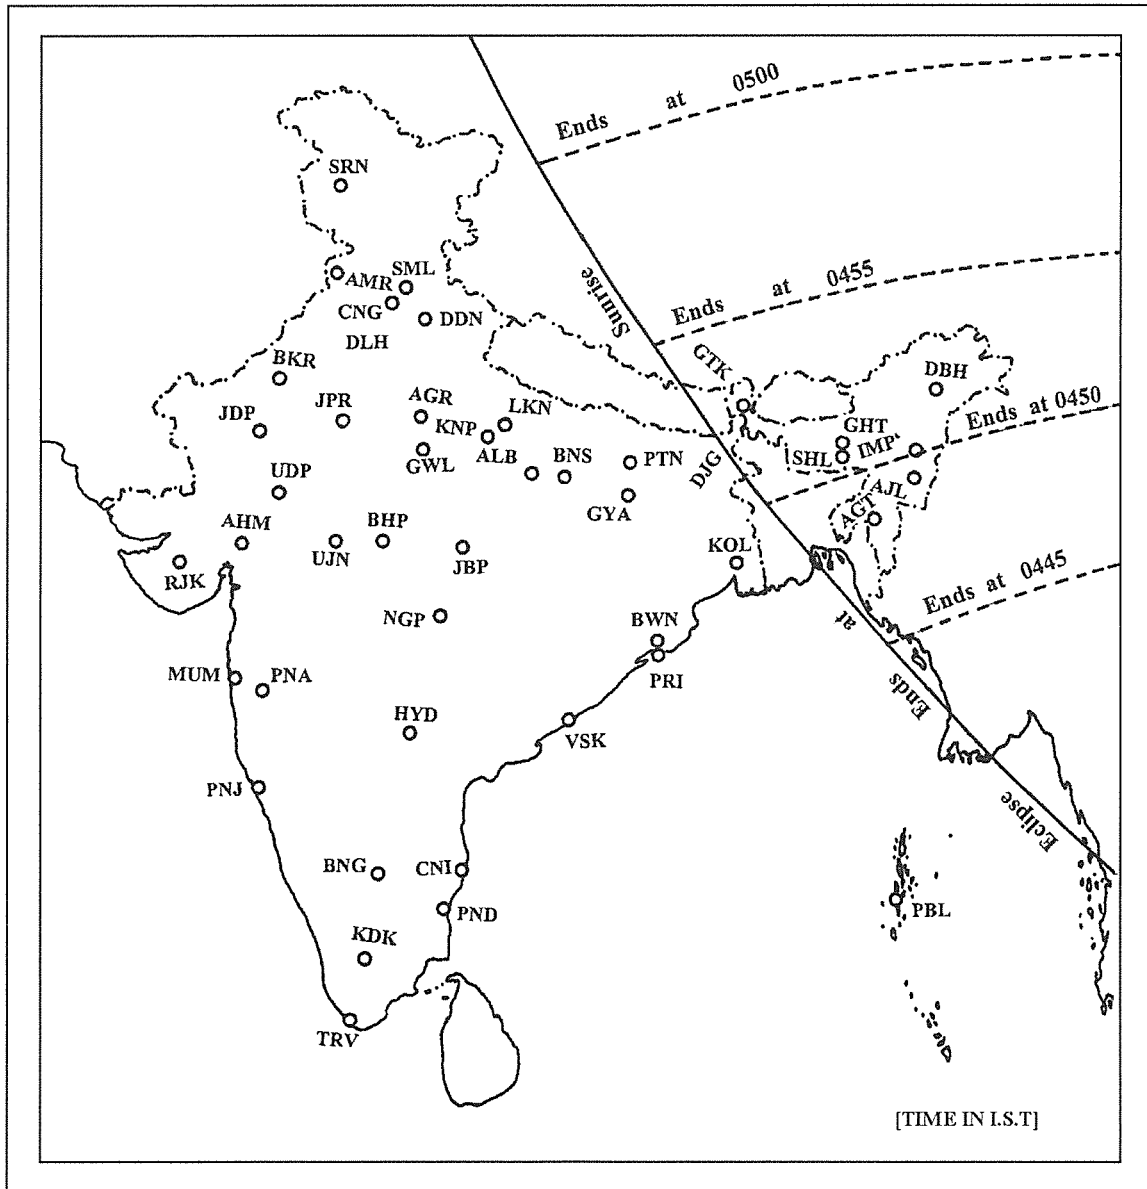 Ends at 0500
SRN
AMR
SML
CNG
DDN
DLH
Sunrise
Ends at 0455
GTK
BKR
JPR
AGR
LKN
DBH
JDP
KNP
GHT
Ends at 0450
GWL
ALB
BNS
PTN
DJG
SHL
IMP
UDP
GYA
AJL
AGT
AHM
UJN
BHP
JBP
KOL
RJK
NGP
BWN
at
Ends at 0445
MUM
PNA
PRI
Ends
HYD
VSK
PNJ
Eclipse
BNG
CNI
PND
PBL
KDK
TRV
[TIME IN I.S.T]